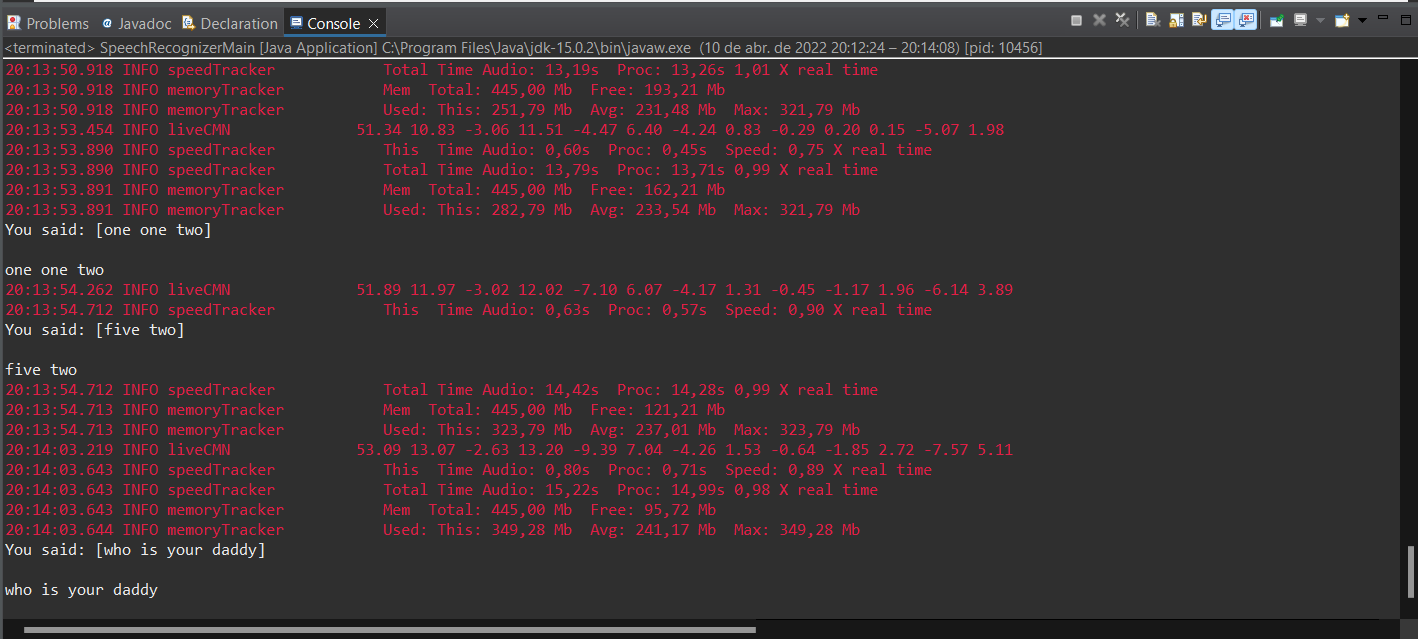 Problems Javadoc Declaration Console
<terminated> SpeechRecognizerMain [Java Application] C:\Program Files\Java\jdk-15.0.2\bin\javaw.exe (10 de abr. de 2022 20:12:24 – 20:14:08) [pid: 10456]
20:13:50.918 INFO speedTracker Total Time Audio: 13,19s Proc: 13,26s 1,01 X real time
20:13:50.918 INFO memoryTracker Mem Total: 445,00 Mb Free: 193,21 Mb
20:13:50.918 INFO memoryTracker Used: This: 251,79 Mb Avg: 231,48 Mb Max: 321,79 Mb
20:13:53.454 INFO liveCMN 51.34 10.83 -3.06 11.51 -4.47 6.40 -4.24 0.83 -0.29 0.20 0.15 -5.07 1.98
20:13:53.890 INFO speedTracker This Time Audio: 0,60s Proc: 0,45s Speed: 0,75 X real time
20:13:53.890 INFO speedTracker Total Time Audio: 13,79s Proc: 13,71s 0,99 X real time
20:13:53.891 INFO memoryTracker Mem Total: 445,00 Mb Free: 162,21 Mb
20:13:53.891 INFO memoryTracker Used: This: 282,79 Mb Avg: 233,54 Mb Max: 321,79 Mb
You said: [one one two]
one one two
20:13:54.262 INFO liveCMN 51.89 11.97 -3.02 12.02 -7.10 6.07 -4.17 1.31 -0.45 -1.17 1.96 -6.14 3.89
20:13:54.712 INFO speedTracker This Time Audio: 0,63s Proc: 0,57s Speed: 0,90 X real time
You said: [five two]
five two
20:13:54.712 INFO speedTracker Total Time Audio: 14,42s Proc: 14,28s 0,99 X real time
20:13:54.713 INFO memoryTracker Mem Total: 445,00 Mb Free: 121,21 Mb
20:13:54.713 INFO memoryTracker Used: This: 323,79 Mb Avg: 237,01 Mb Max: 323,79 Mb
20:14:03.219 INFO liveCMN 53.09 13.07 -2.63 13.20 -9.39 7.04 -4.26 1.53 -0.64 -1.85 2.72 -7.57 5.11
20:14:03.643 INFO speedTracker This Time Audio: 0,80s Proc: 0,71s Speed: 0,89 X real time
20:14:03.643 INFO speedTracker Total Time Audio: 15,22s Proc: 14,99s 0,98 X real time
20:14:03.643 INFO memoryTracker Mem Total: 445,00 Mb Free: 95,72 Mb
20:14:03.644 INFO memoryTracker Used: This: 349,28 Mb Avg: 241,17 Mb Max: 349,28 Mb
You said: [who is your daddy]
who is your daddy